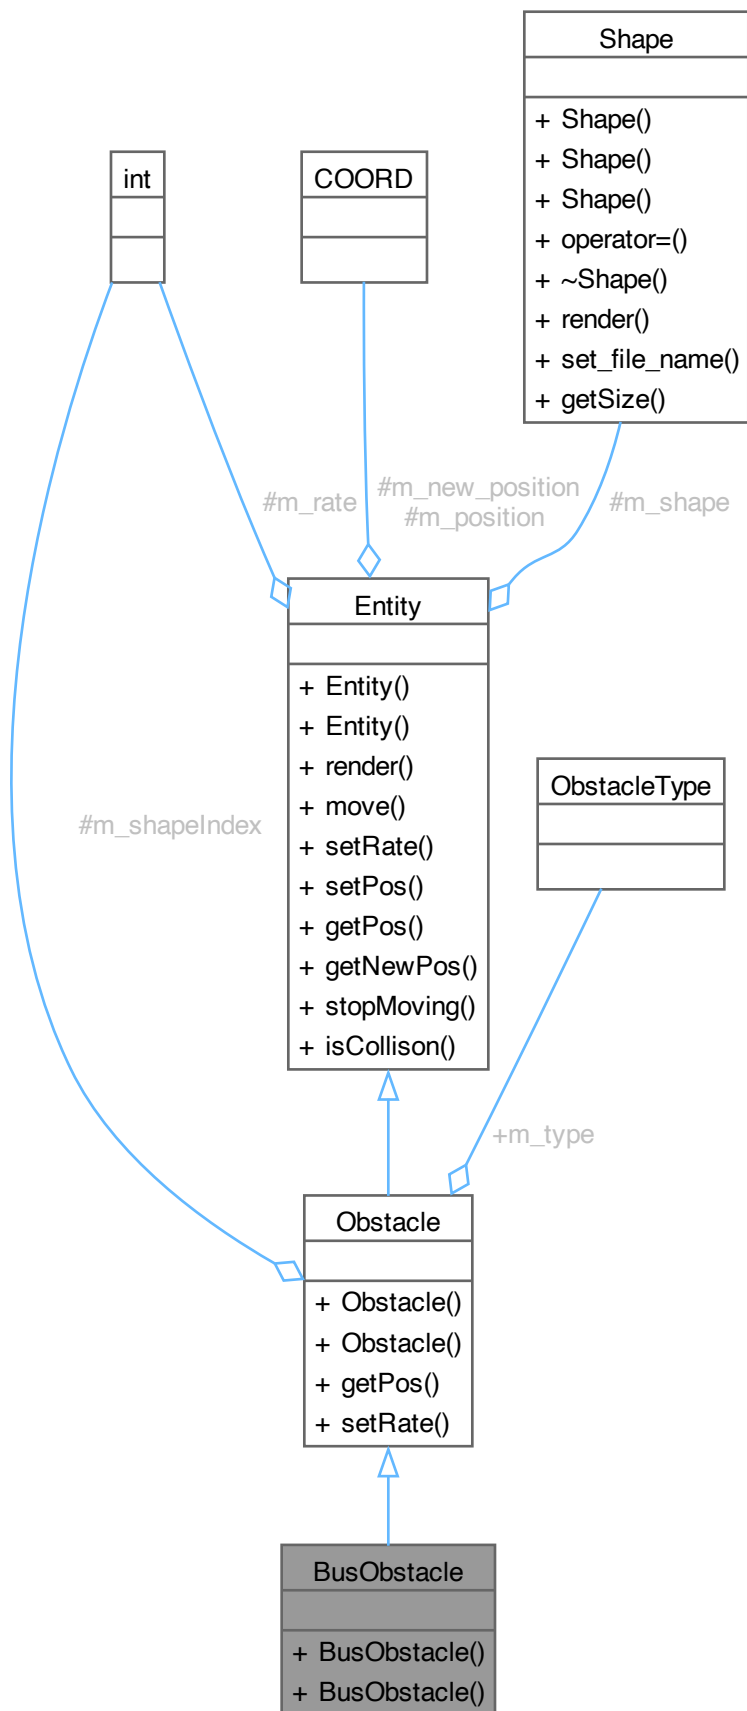 Shape
+ Shape()
+ Shape()
+ Shape()
+ operator=()
+ ~Shape()
+ render()
+ set_file_name()
+ getSize()
int
COORD
#m_rate
#m_new_position
#m_position
#m_shape
Entity
+ Entity()
+ Entity()
+ render()
+ move()
+ setRate()
+ setPos()
+ getPos()
+ getNewPos()
+ stopMoving()
+ isCollison()
ObstacleType
#m_shapeIndex
+m_type
Obstacle
+ Obstacle()
+ Obstacle()
+ getPos()
+ setRate()
BusObstacle
+ BusObstacle()
+ BusObstacle()